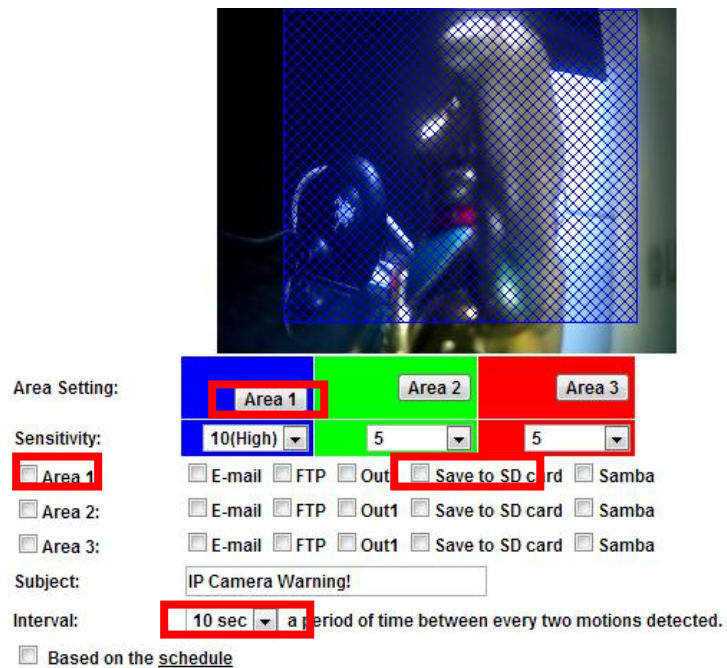 Area Setting: Area 1 Area 2 Area 3
Sensitivity: 10(High) 5 5
Area 1 E-mail FTP Out Save to SD card Samba
Area 2: E-mail FTP Out1 Save to SD card Samba
Area 3: E-mail FTP Out1 Save to SD card Samba
Subject: IP Camera Warning!
Interval: 10 sec a period of time between every two motions detected.
Based on the schedule